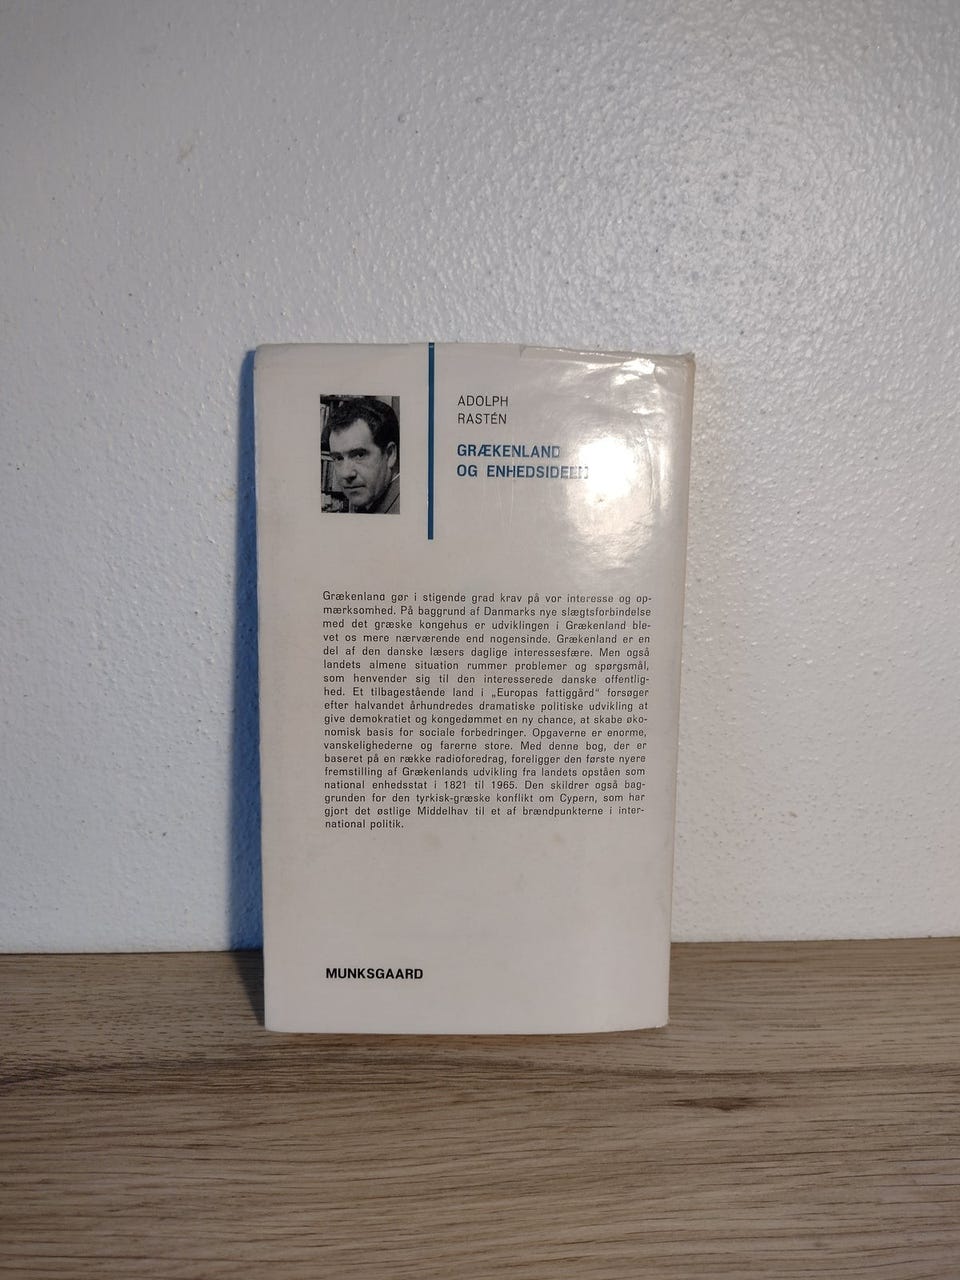 ADOLPH
RASTÉN
GRÆKENLAND
OG ENHEDSIDEEN
Grækenland gør i stigende grad krav på vor interesse og op-
mærksomhed. På baggrund af Danmarks nye slægtsforbindelse
med det græske kongehus er udviklingen i Grækenland ble-
vet os mere nærværende end nogensinde. Grækenland er en
del af den danske læsers daglige interessesfære. Men også
landets almene situation rummer problemer og spørgsmål,
som henvender sig til den interesserede danske offentlig-
hed. Et tilbagestående land i „Europas fattiggård“ forsøger
efter halvandet århundredes dramatiske politiske udvikling at
give demokratiet og kongedømmet en ny chance, at skabe øko-
nomisk basis for sociale forbedringer. Opgaverne er enorme,
vanskelighederne og farerne store. Med denne bog, der er
baseret på en række radioforedrag, foreligger den første nyere
fremstilling af Grækenlands udvikling fra landets opståen som
national enhedsstat i 1821 til 1965. Den skildrer også bag-
grunden for den tyrkisk-græske konflikt om Cypern, som har
gjort det østlige Middelhav til et af brændpunkterne i inter-
national politik.
MUNKSGAARD